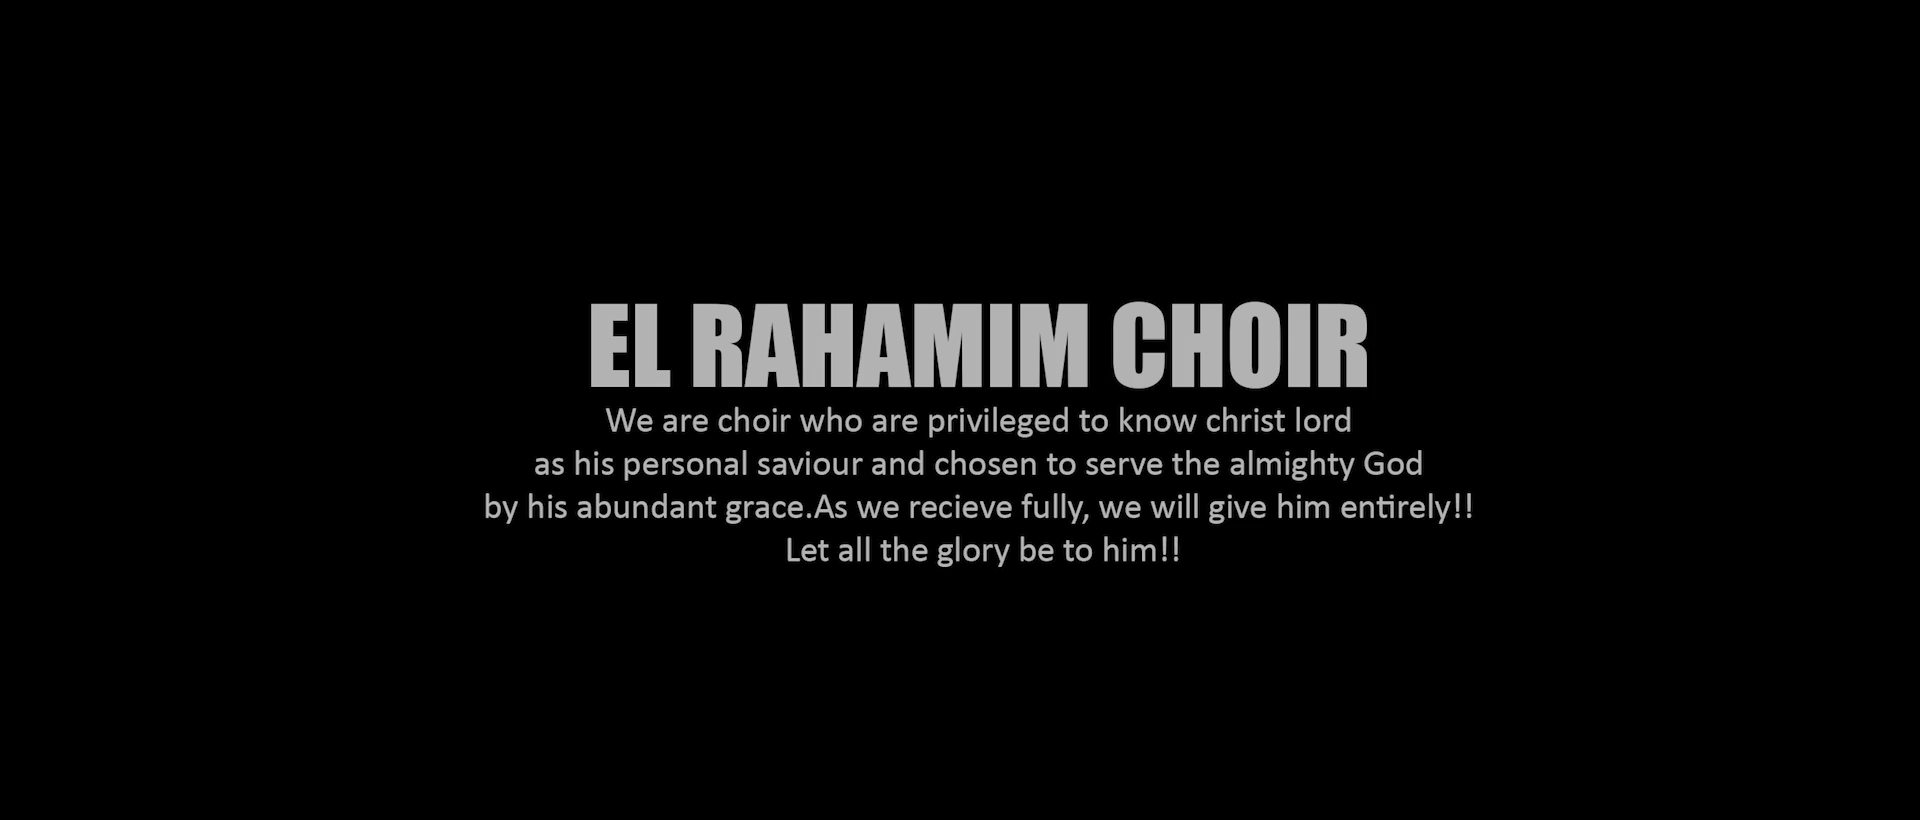 EL RAHAMIM CHOIR
We are choir who are privileged to know christ lord
as his personal saviour and chosen to serve the almighty God
by his abundant grace.As we recieve fully, we will give him entirely!!
Let all the glory be to him!!